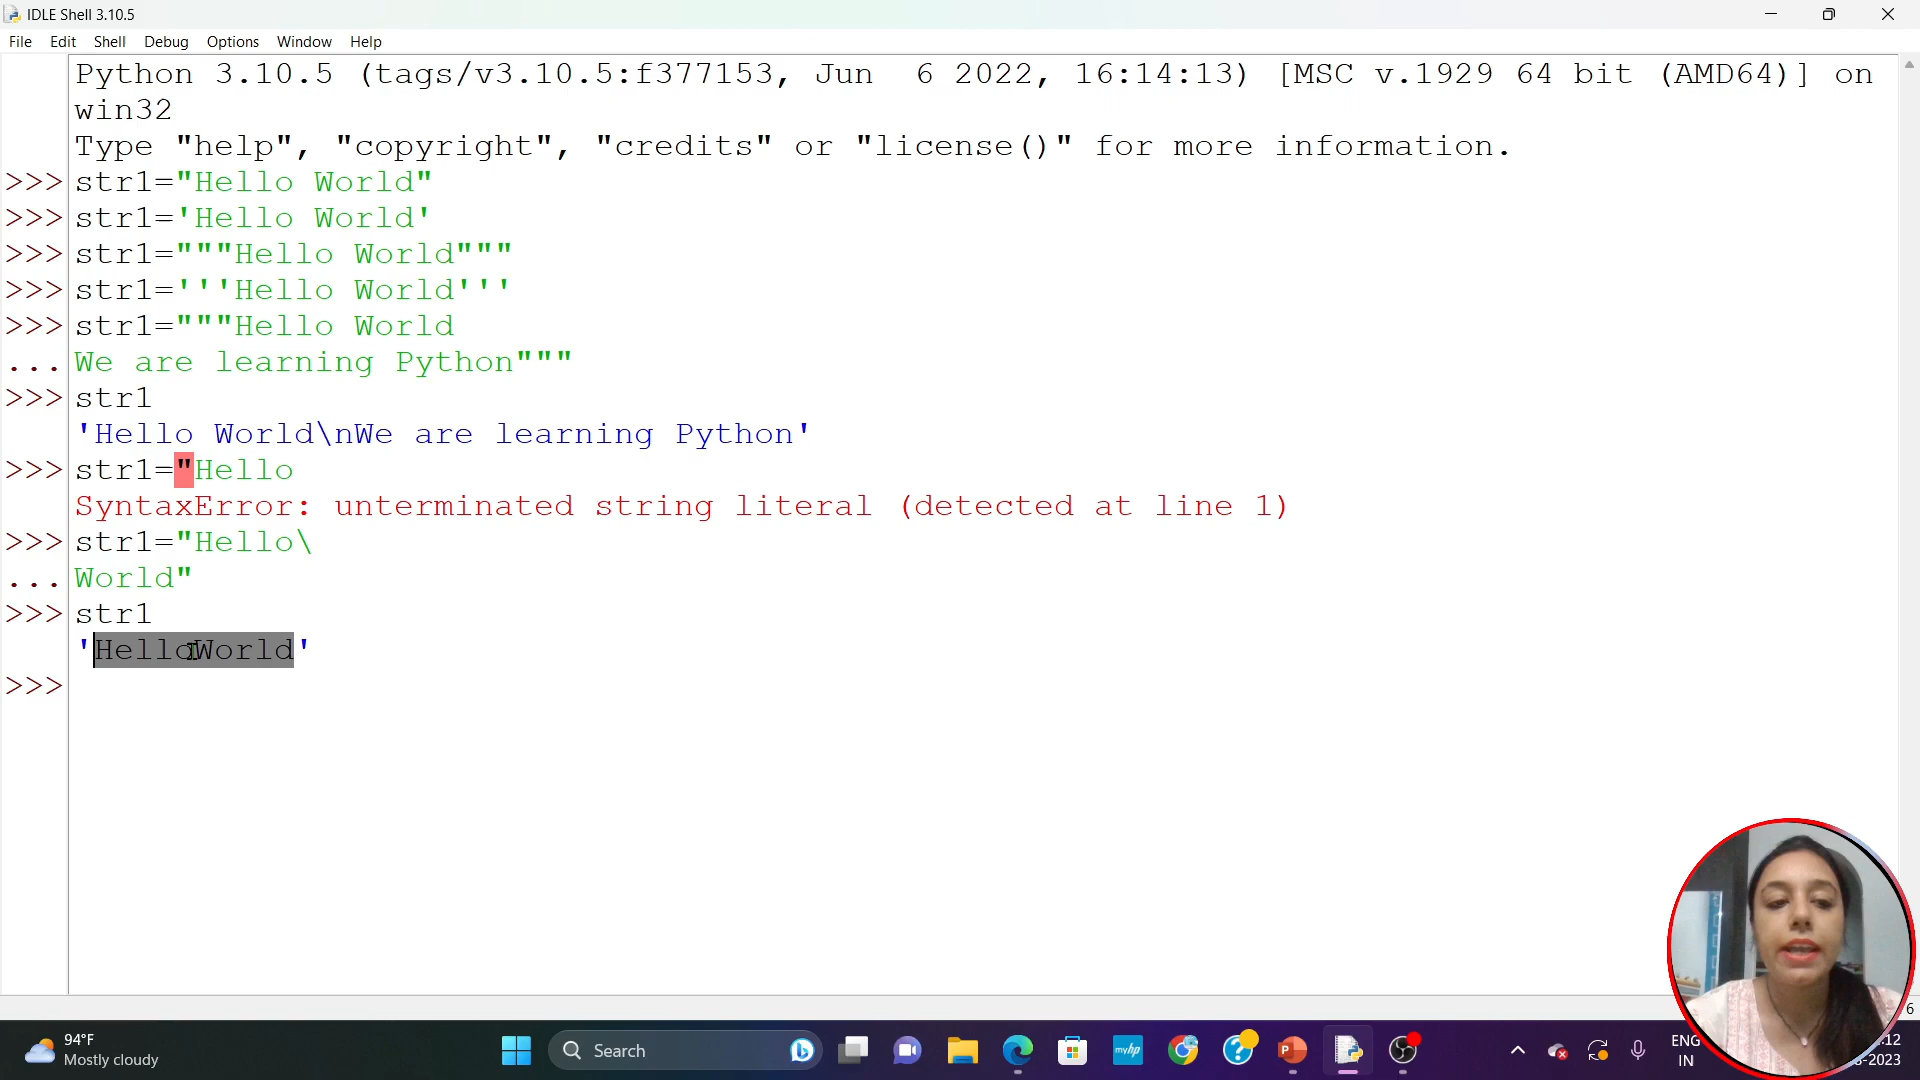 IDLE Shell 3.10.5
File Edit Shell Debug Options Window Help
Python 3.10.5 (tags/v3.10.5:f377153, Jun  6 2022, 16:14:13) [MSC v.1929 64 bit (AMD64)] on
win32
Type "help", "copyright", "credits" or "license()" for more information.
>>> str1="Hello World"
>>> str1='Hello World'
>>> str1="""Hello World"""
>>> str1='''Hello World'''
>>> str1="""Hello World
... We are learning Python"""
>>> str1
'Hello World\nWe are learning Python'
>>> str1="Hello
SyntaxError: unterminated string literal (detected at line 1)
>>> str1="Hello\
... World"
>>> str1
'HelloWorld'
>>>
6
94°F
Mostly cloudy
Search
myhp
ENG
IN
:12
-2023